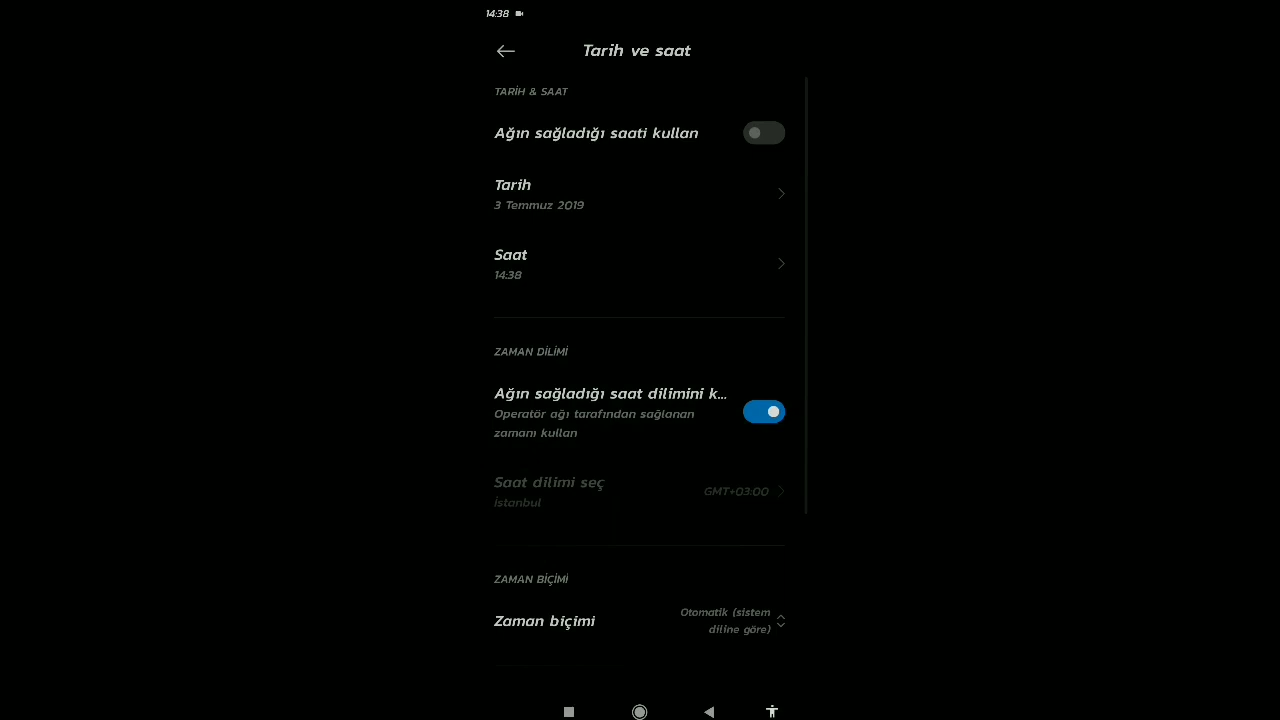 14:38
Tarih ve saat
TARİH & SAAT
Ağın sağladığı saati kullan
Tarih
3 Temmuz 2019
Saat
14:38
ZAMAN DİLİMİ
Ağın sağladığı saat dilimini k...
Operatör ağı tarafından sağlanan
zamanı kullan
Saat dilimi seç
İstanbul
GMT+03:00
ZAMAN BİÇİMİ
Zaman biçimi
Otomatik (sistem
diline göre)